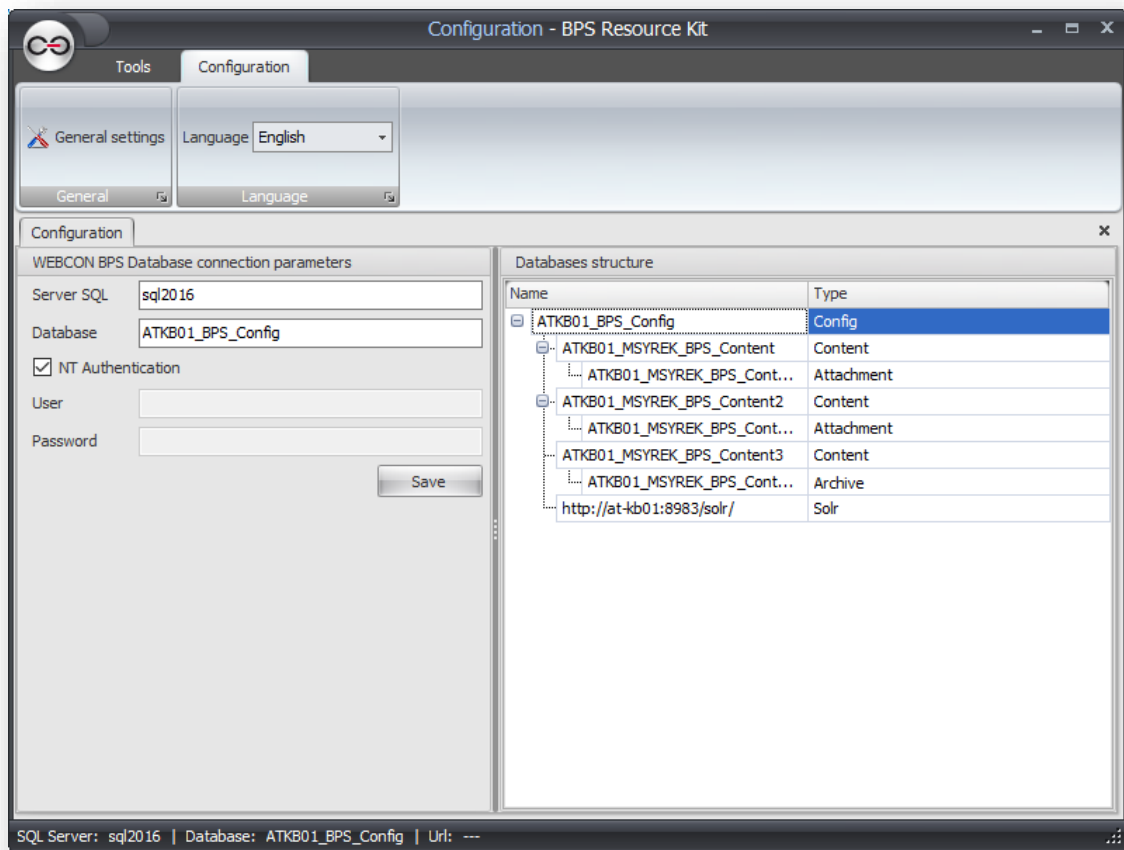 Configuration - BPS Resource Kit
Tools Configuration
General settings Language English
General Language
Configuration
WEBCON BPS Database connection parameters
Server SQL sql2016
Database ATKB01_BPS_Config
NT Authentication
User
Password
Save
Databases structure
Name Type
ATKB01_BPS_Config Config
ATKB01_MSYREK_BPS_Content Content
ATKB01_MSYREK_BPS_Cont... Attachment
ATKB01_MSYREK_BPS_Content2 Content
ATKB01_MSYREK_BPS_Cont... Attachment
ATKB01_MSYREK_BPS_Content3 Content
ATKB01_MSYREK_BPS_Cont... Archive
http://at-kb01:8983/solr/ Solr
SQL Server: sql2016 | Database: ATKB01_BPS_Config | Url: ---